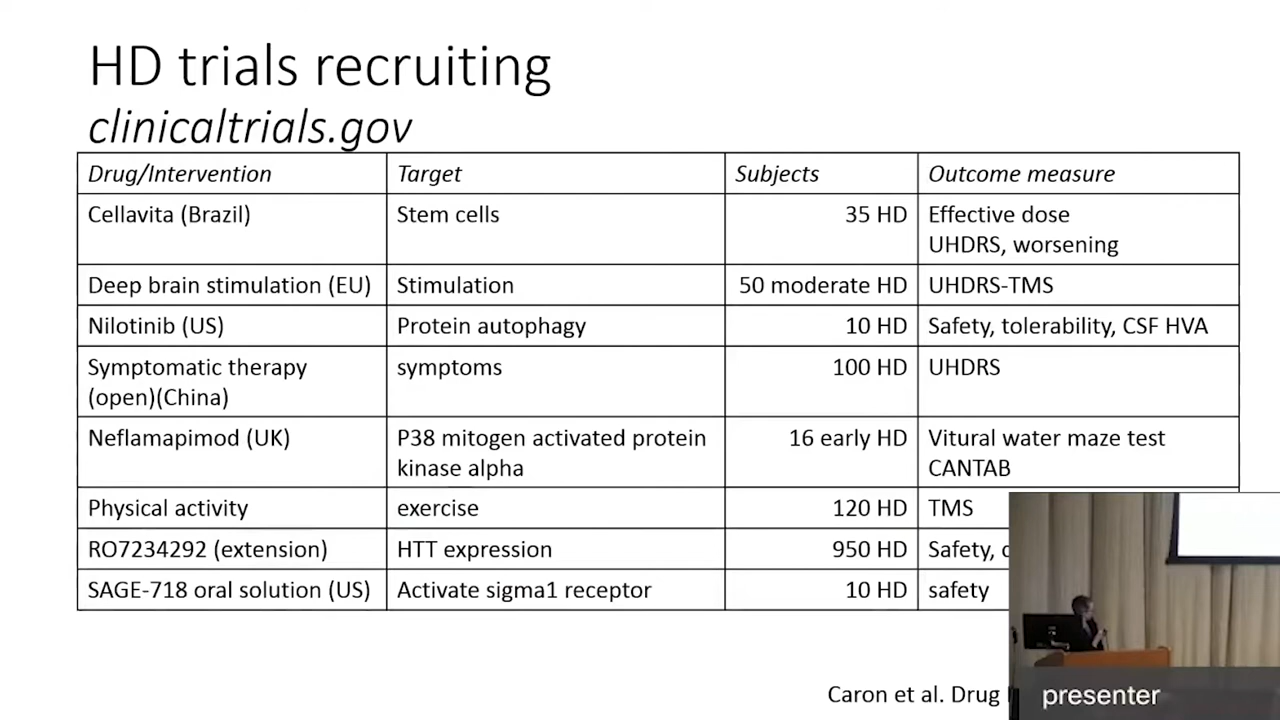 HD trials recruiting
clinicaltrials.gov
Drug/Intervention Target Subjects Outcome measure
Cellavita (Brazil) Stem cells 35 HD Effective dose
UHDRS, worsening
Deep brain stimulation (EU) Stimulation 50 moderate HD UHDRS-TMS
Nilotinib (US) Protein autophagy 10 HD Safety, tolerability, CSF HVA
Symptomatic therapy symptoms 100 HD UHDRS
(open)(China)
Neflamapimod (UK) P38 mitogen activated protein 16 early HD Vitural water maze test
kinase alpha CANTAB
Physical activity exercise 120 HD TMS
RO7234292 (extension) HTT expression 950 HD Safety,
SAGE-718 oral solution (US) Activate sigma1 receptor 10 HD safety
Caron et al. Drug
presenter